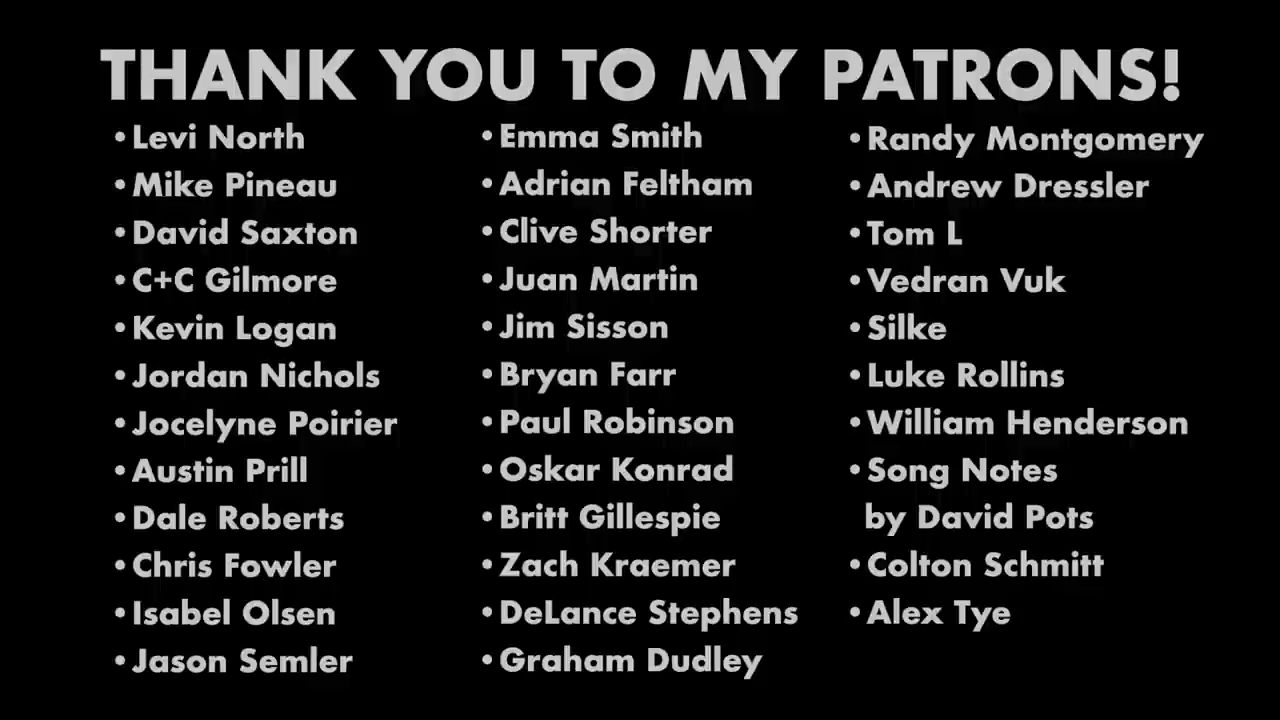 THANK YOU TO MY PATRONS!
•Levi North
•Mike Pineau
•David Saxton
•C+C Gilmore
•Kevin Logan
•Jordan Nichols
•Jocelyne Poirier
•Austin Prill
•Dale Roberts
•Chris Fowler
•Isabel Olsen
•Jason Semler
•Emma Smith
•Adrian Feltham
•Clive Shorter
•Juan Martin
•Jim Sisson
•Bryan Farr
•Paul Robinson
•Oskar Konrad
•Britt Gillespie
•Zach Kraemer
•DeLance Stephens
•Graham Dudley
•Randy Montgomery
•Andrew Dressler
•Tom L
•Vedran Vuk
•Silke
•Luke Rollins
•William Henderson
•Song Notes
by David Pots
•Colton Schmitt
•Alex Tye